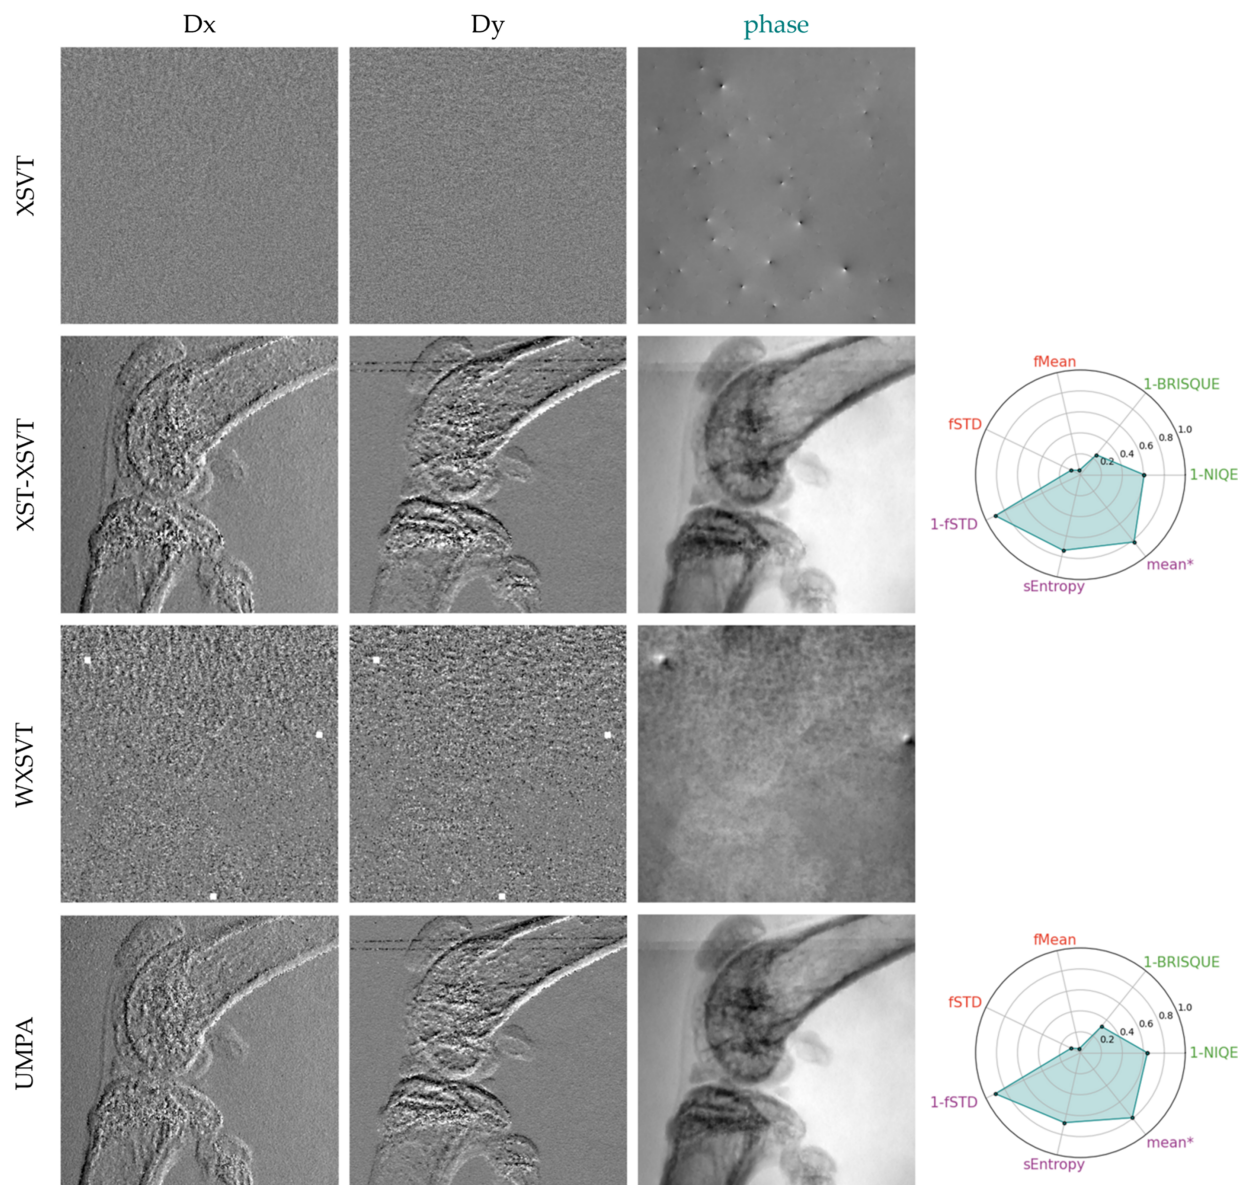 Dx Dy phase
XSVT
XST-XSVT
fMean
1-BRISQUE
fSTD
1.0
0.8
0.6
0.4
0.2
1-NIQE
1-fSTD
mean*
sEntropy
WXSVT
UMPA
fMean
1-BRISQUE
fSTD
1.0
0.8
0.6
0.4
0.2
1-NIQE
1-fSTD
mean*
sEntropy